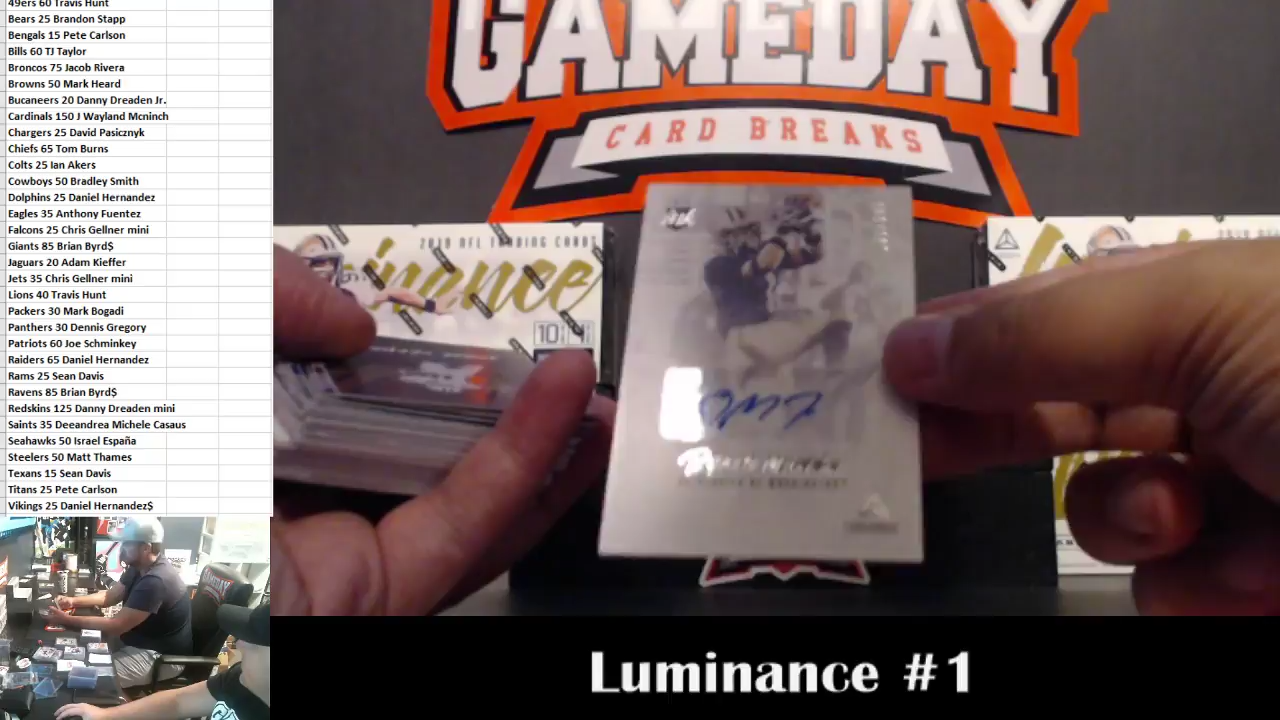 49ers 60 Travis Hunt
Bears 25 Brandon Stapp
Bengals 15 Pete Carlson
Bills 60 TJ Taylor
Broncos 75 Jacob Rivera
Browns 50 Mark Heard
Bucaneers 20 Danny Dreaden Jr.
Cardinals 150 J Wayland Mcninch
Chargers 25 David Pasicznyk
Chiefs 65 Tom Burns
Colts 25 Ian Akers
Cowboys 50 Bradley Smith
Dolphins 25 Daniel Hernandez
Eagles 35 Anthony Fuentez
Falcons 25 Chris Gellner mini
Giants 85 Brian Byrd$
Jaguars 20 Adam Kieffer
Jets 35 Chris Gellner mini
Lions 40 Travis Hunt
Packers 30 Mark Bogadi
Panthers 30 Dennis Gregory
Patriots 60 Joe Schminkey
Raiders 65 Daniel Hernandez
Rams 25 Sean Davis
Ravens 85 Brian Byrd$
Redskins 125 Danny Dreaden mini
Saints 35 Deeandrea Michele Casaus
Seahawks 50 Israel España
Steelers 50 Matt Thames
Texans 15 Sean Davis
Titans 25 Pete Carlson
Vikings 25 Daniel Hernandez$
GAMEDAY
CARD BREAKS
2019 NFL TRADING CARDS
10
GAMEDAY
Luminance #1